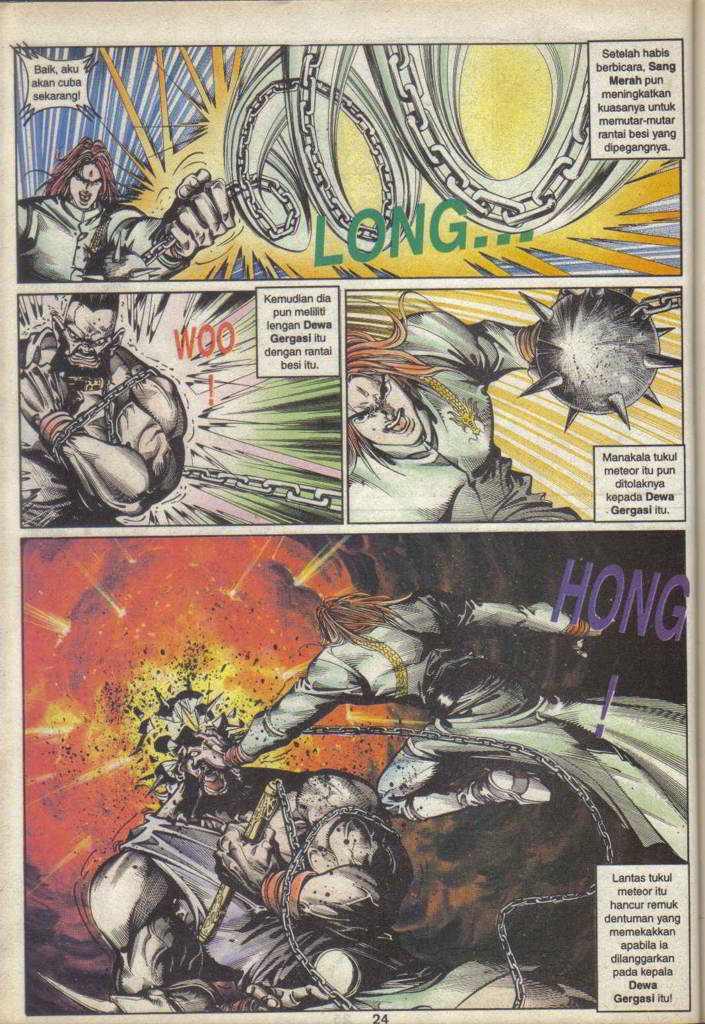 Baik, aku
akan cuba
sekarang!
Setelah habis
berbicara, Sang
Merah pun
meningkatkan
kuasanya untuk
memutar-mutar
rantai besi yang
dipegangnya.
LONG...
Kemudian dia
pun meliliti
lengan Dewa
Gergasi itu
dengan rantai
besi itu.
WOO
!
Manakala tukul
meteor itu pun
ditolaknya
kepada Dewa
Gergasi itu.
HONG
!
Lantas tukul
meteor itu
hancur remuk
dentuman yang
memekakkan
apabila ia
dilanggarkan
pada kepala
Dewa
Gergasi itu!
24